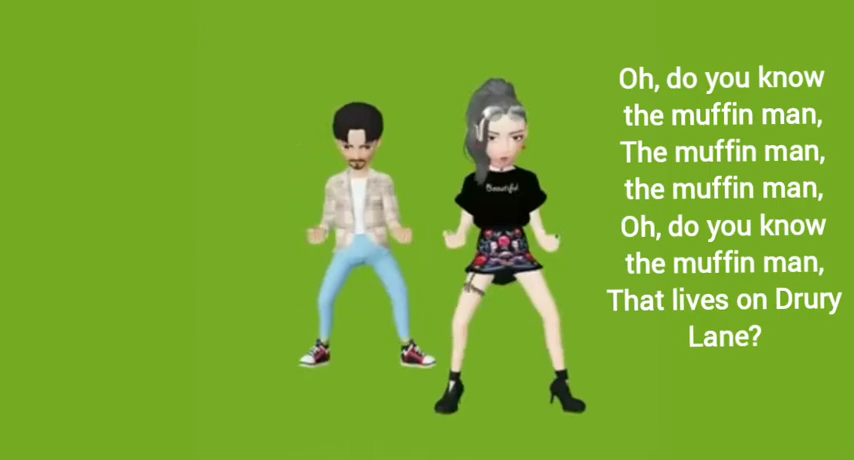 Oh, do you know
the muffin man,
The muffin man,
the muffin man,
Oh, do you know
the muffin man,
That lives on Drury
Lane?
Beautiful